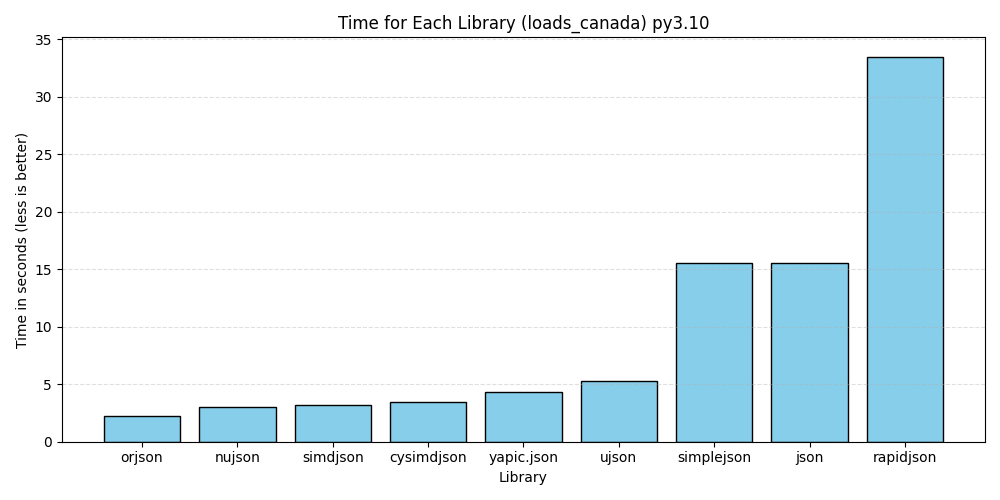 Time for Each Library (loads_canada) py3.10
Time in seconds (less is better)
35
30
25
20
15
10
5
0
orjson nujson simdjson cysimdjson yapic.json ujson simplejson json rapidjson
Library